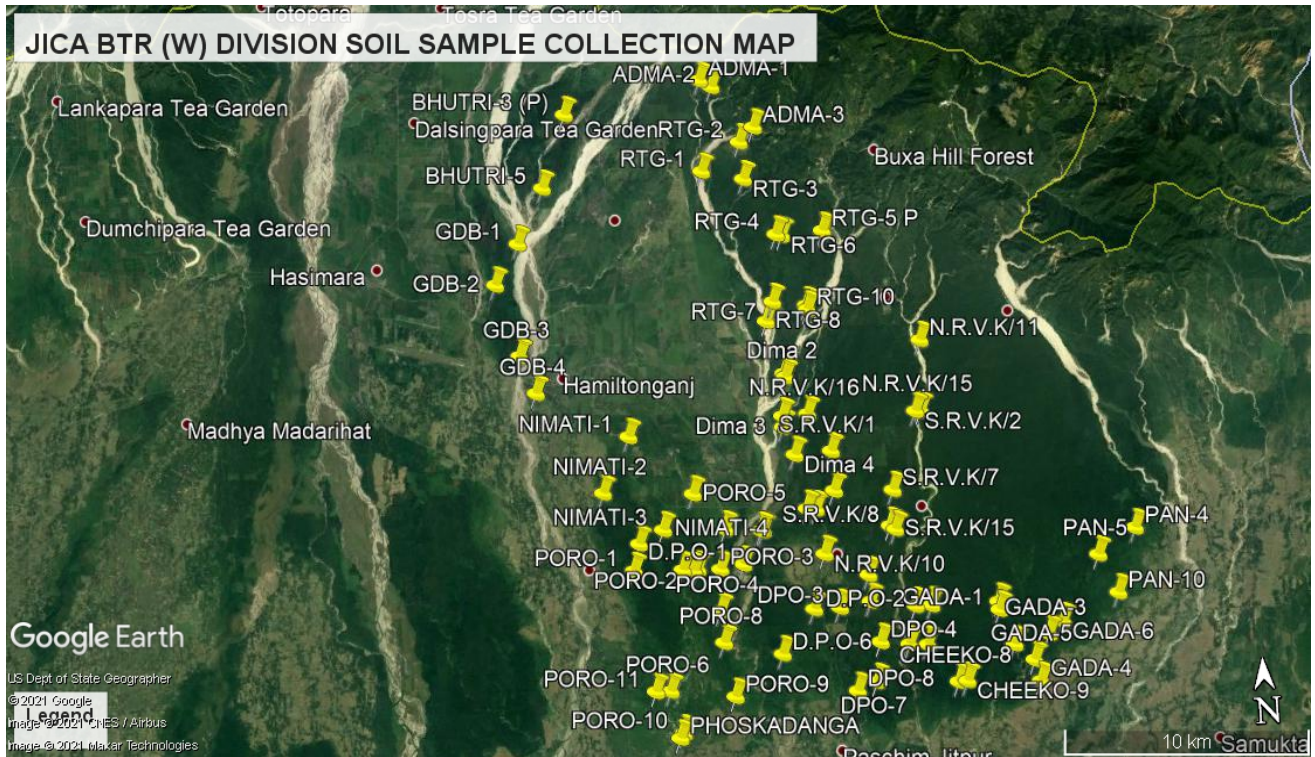 Totopara
Tosra Tea Garden
JICA BTR (W) DIVISION SOIL SAMPLE COLLECTION MAP
ADMA-2
ADMA-1
Lankapara Tea Garden
BHUTRI-3 (P)
ADMA-3
Dalsingpara Tea Garden
RTG-2
RTG-1
Buxa Hill Forest
BHUTRI-5
RTG-3
RTG-4
RTG-5 P
Dumchipara Tea Garden
GDB-1
RTG-6
Hasimara
GDB-2
RTG-10
RTG-7
RTG-8
GDB-3
N.R.V.K/11
Dima 2
GDB-4
Hamiltonganj
N.R.V.K/16
N.R.V.K/15
NIMATI-1
Dima 3
S.R.V.K/1
S.R.V.K/2
Madhya Madarihat
NIMATI-2
Dima 4
S.R.V.K/7
PORO-5
NIMATI-3
NIMATI-4
S.R.V.K/8
S.R.V.K/15
PAN-5
PAN-4
PORO-1
D.P.O-1
PORO-3
N.R.V.K/10
PORO-2
PORO-4
PAN-10
DPO-3
D.P.O-2
GADA-1
GADA-3
PORO-8
DPO-4
GADA-5
GADA-6
D.P.O-6
CHEEKO-8
PORO-6
GADA-4
PORO-11
PORO-9
DPO-8
CHEEKO-9
DPO-7
PORO-10
PHOSKADANGA
Google Earth
US Dept of State Geographer
© 2021 Google
Legend
Image © 2021 CNES / Airbus
Image © 2021 Maxar Technologies
N
10 km
Samukta
Paschim Jitpur